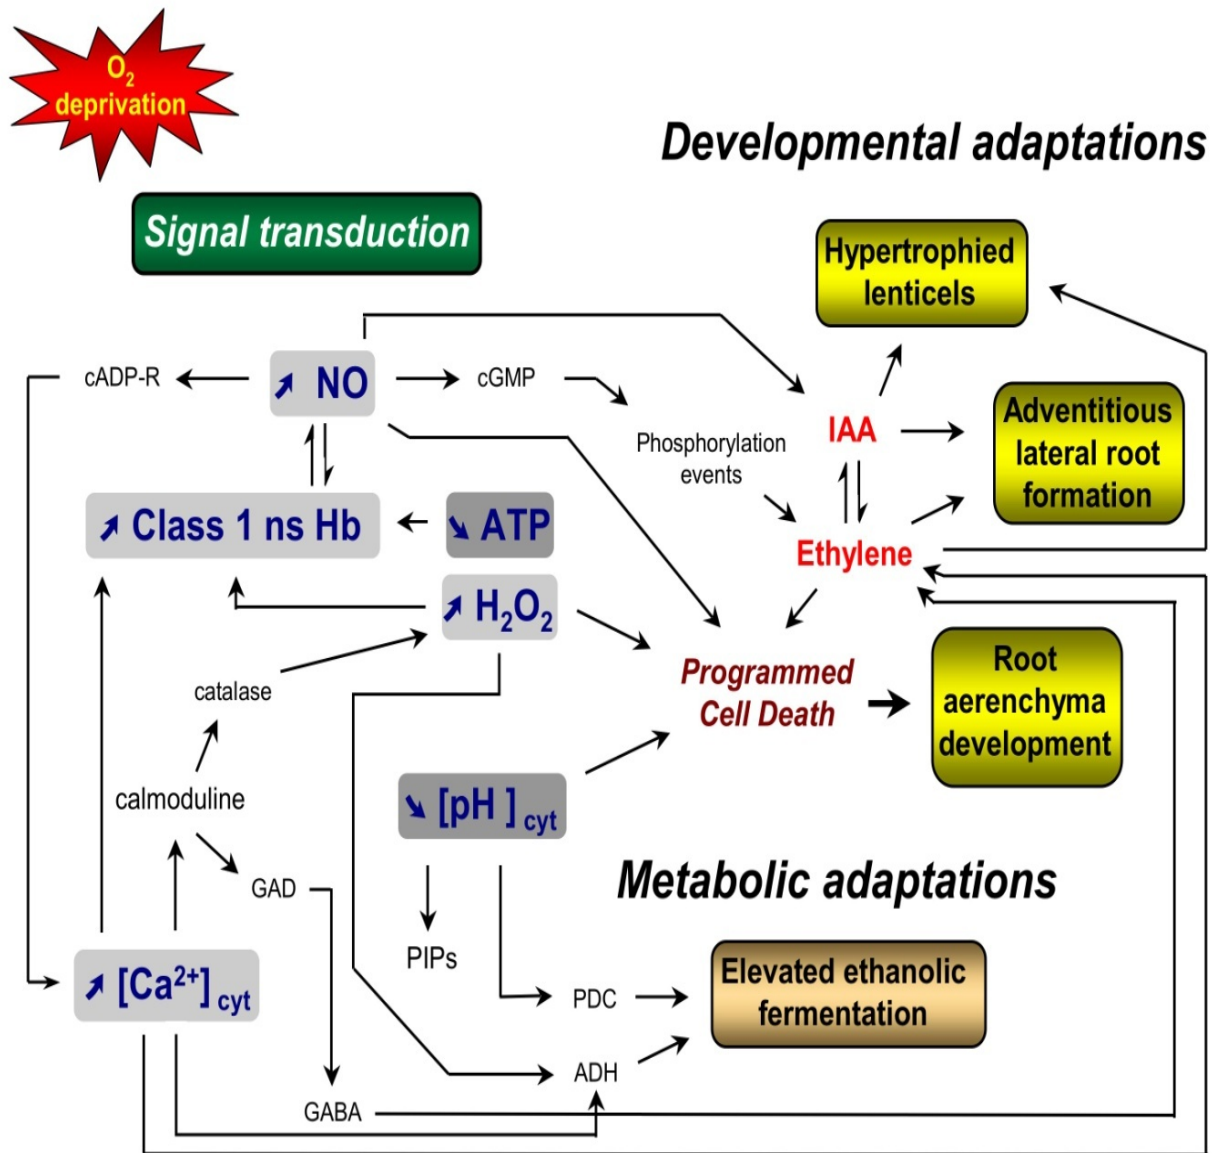 O2
deprivation
Developmental adaptations
Signal transduction
Hypertrophied
lenticels
cADP-R
NO
cGMP
Adventitious
lateral root
formation
IAA
Phosphorylation
events
Class 1 ns Hb
ATP
Ethylene
H2O2
Programmed
Cell Death
Root
aerenchyma
development
catalase
calmoduline
[pH ] cyt
GAD
Metabolic adaptations
PIPs
[Ca2+] cyt
Elevated ethanolic
fermentation
PDC
ADH
GABA